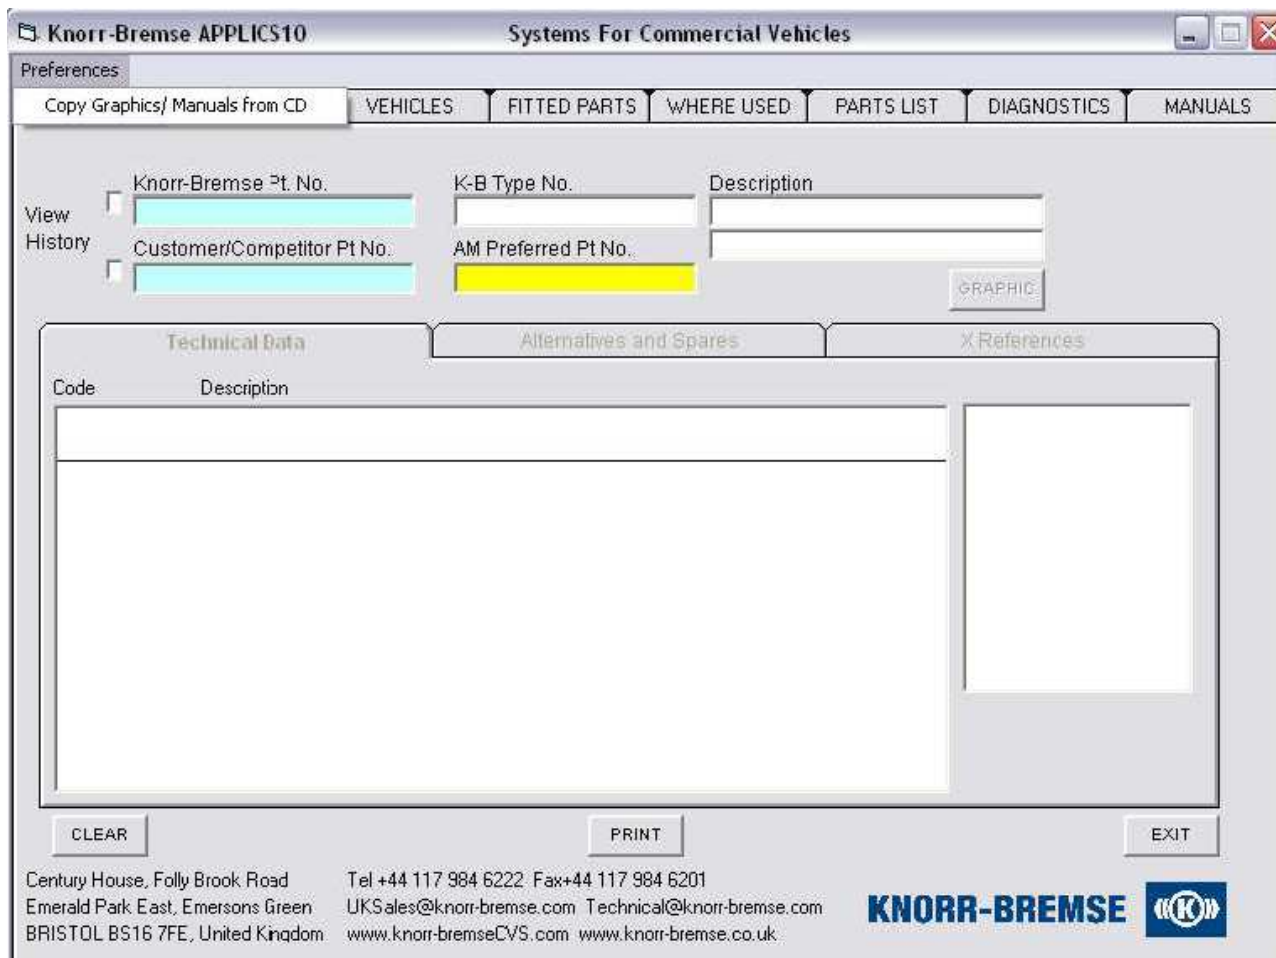 Knorr-Bremse APPLICS10 Systems For Commercial Vehicles
Preferences
Copy Graphics/ Manuals from CD VEHICLES FITTED PARTS WHERE USED PARTS LIST DIAGNOSTICS MANUALS
Knorr-Bremse Pt. No. K-B Type No. Description
View
History
Customer/Competitor Pt No. AM Preferred Pt No.
GRAPHIC
Technical Data Alternatives and Spares X References
Code Description
CLEAR PRINT EXIT
Century House, Folly Brook Road Tel +44 117 984 6222 Fax+44 117 984 6201
Emerald Park East, Emersons Green UKSales@knorr-bremse.com Technical@knorr-bremse.com
BRISTOL BS16 7FE, United Kingdom www.knorr-bremseCVS.com www.knorr-bremse.co.uk
KNORR-BREMSE ((K))